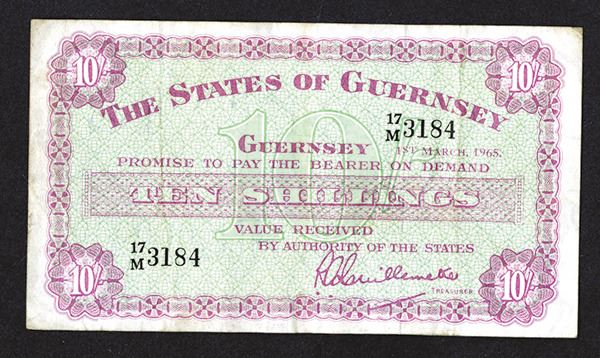 10/- 10/-
THE STATES OF GUERNSEY
17/M 3184
GUERNSEY 1ST MARCH, 1965.
PROMISE TO PAY THE BEARER ON DEMAND
10
TEN SHILLINGS
VALUE RECEIVED
BY AUTHORITY OF THE STATES
17/M 3184
TREASURER
10/- 10/-